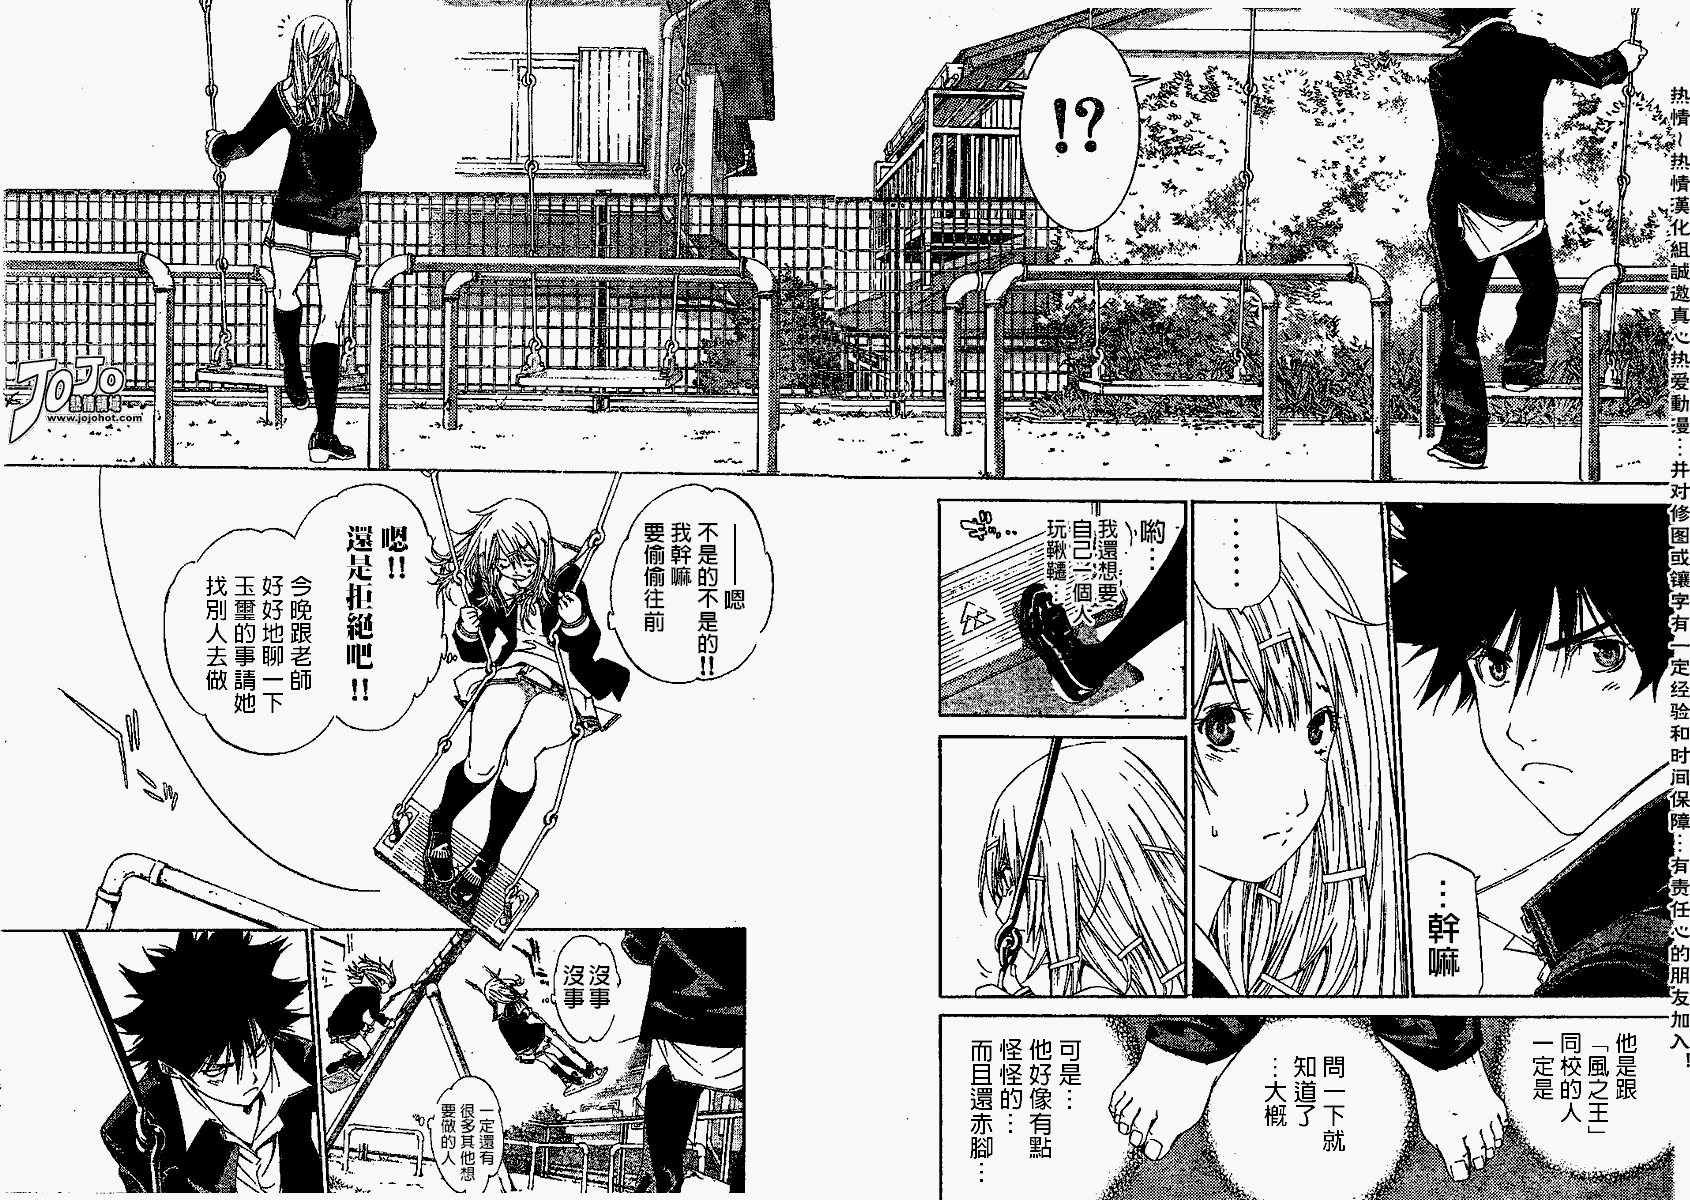 !?
热情~热情漢化組誠邀真心热爱動漫…并对修图或镶字有一定经验和时间保障…有责任心的朋友加入!
喲…
我還想要
自己一個人
玩鞦韆…
……
…幹嘛
他是跟
「風之王」
同校的人
一定是
問一下就
知道了
…大概
可是…
他好像有點
怪怪的…
而且還赤腳…
——嗯
不是的不是的!!
我幹嘛
要偷偷往前
嗯!!
還是拒絕吧!!
今晚跟老師
好好地聊一下
玉璽的事請她
找別人去做
沒事
沒事
一定還有
很多其他想
要做的人
JoJo
熱情領域
www.jojohot.com